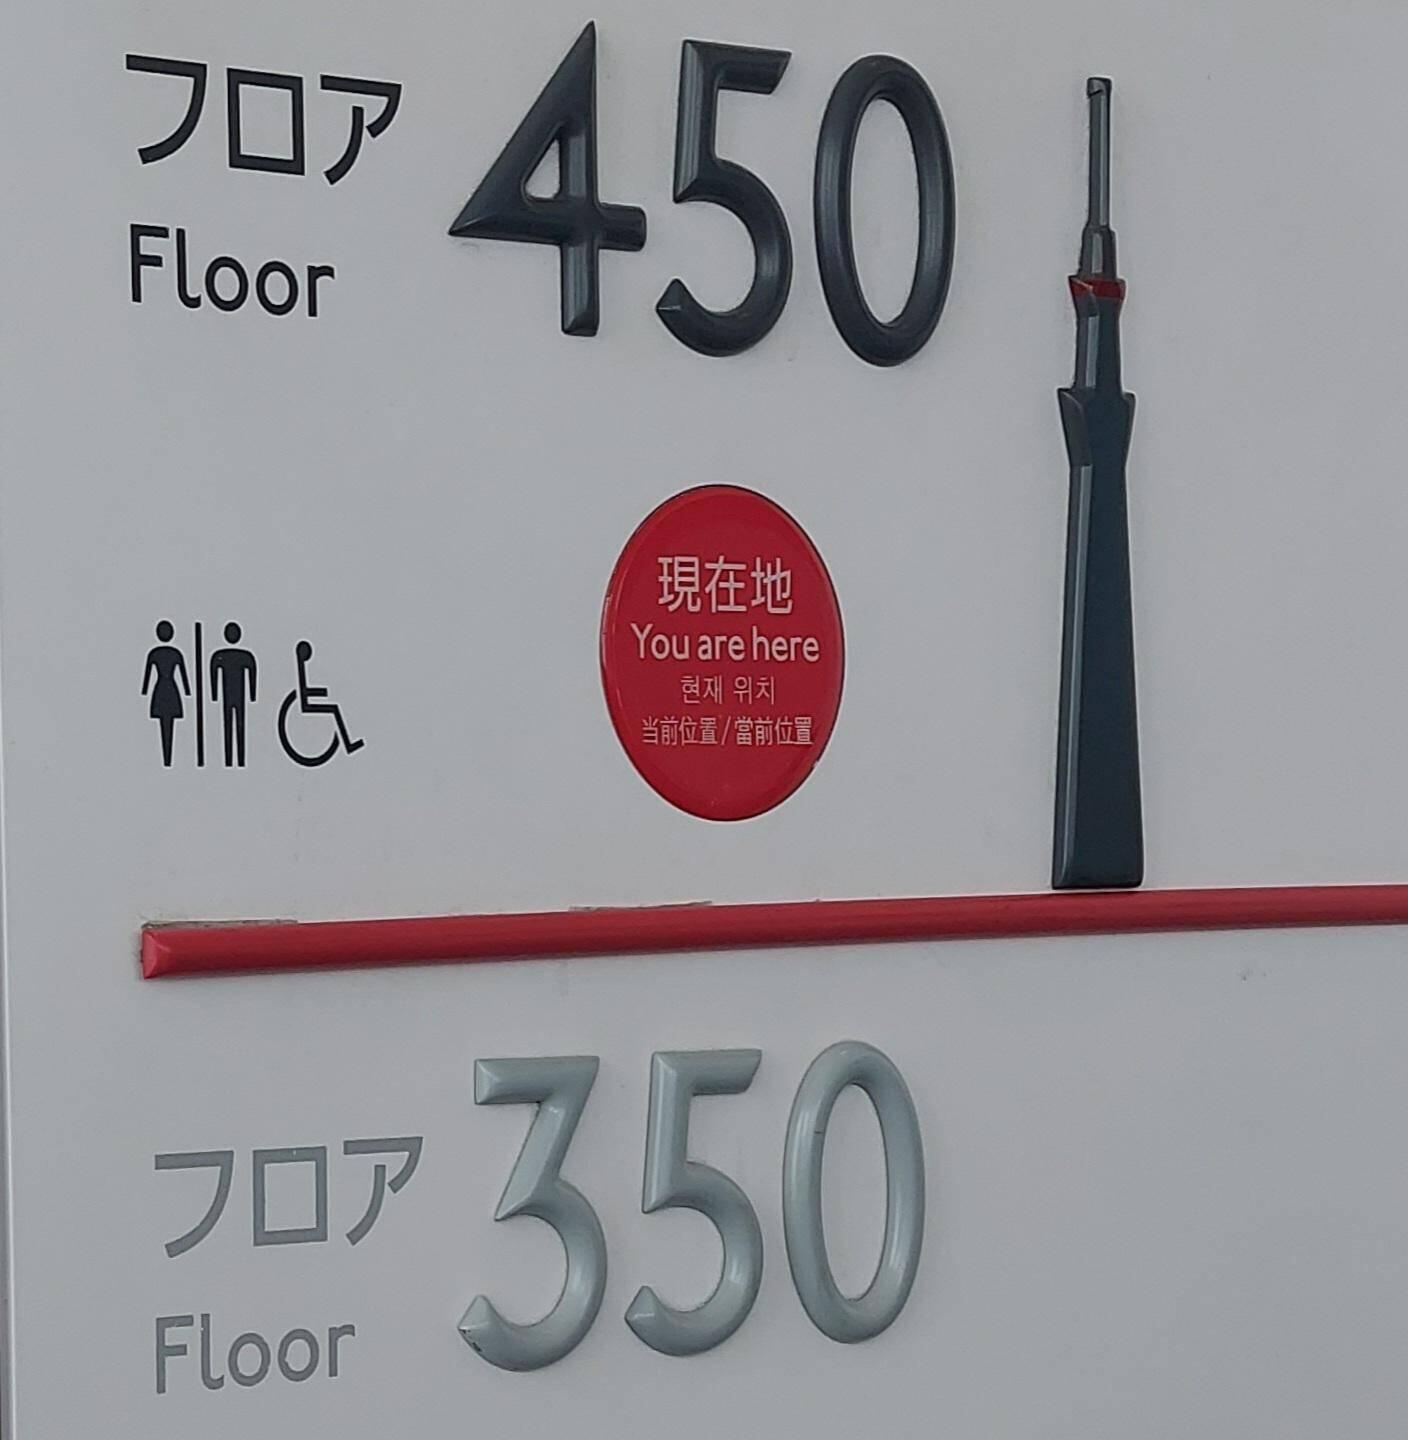 フロア 450
Floor
現在地
You are here
현재 위치
当前位置/當前位置
フロア 350
Floor